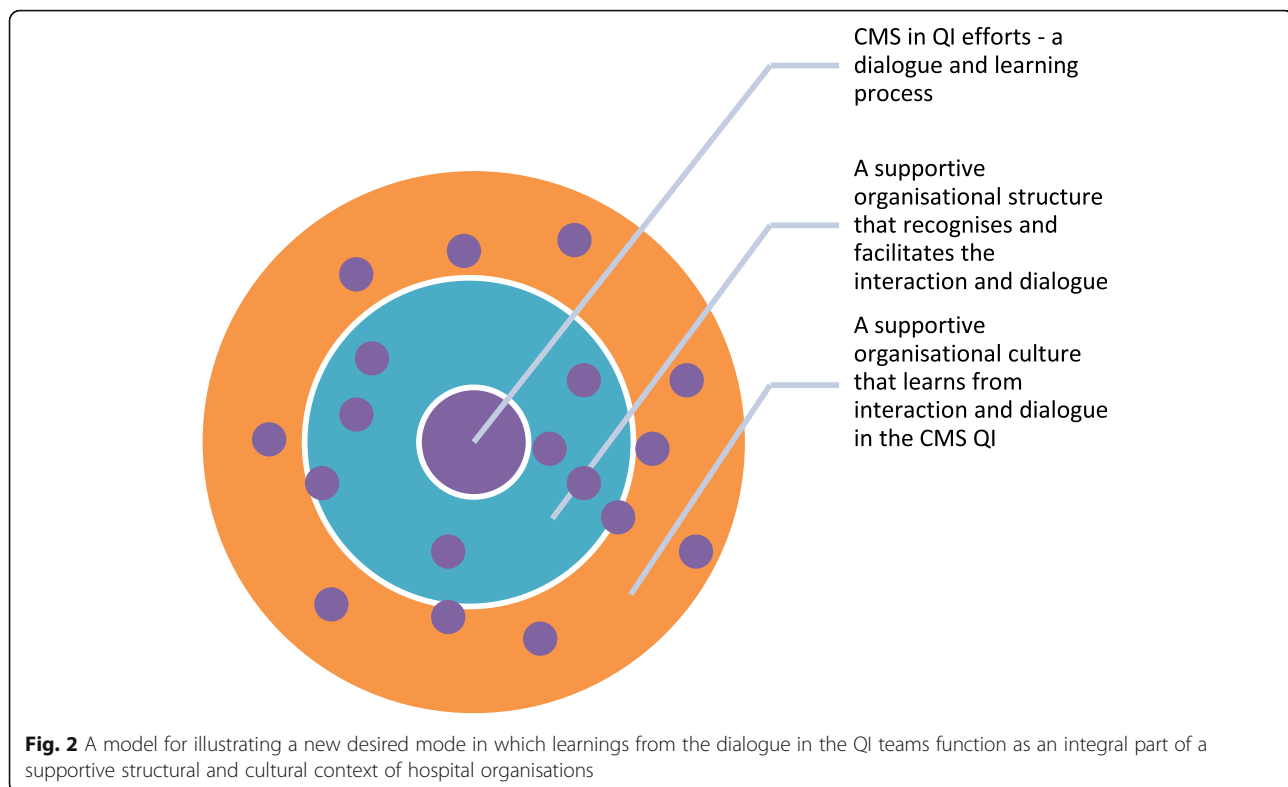 CMS in QI efforts - a
dialogue and learning
process
A supportive
organisational structure
that recognises and
facilitates the
interaction and dialogue
A supportive
organisational culture
that learns from
interaction and dialogue
in the CMS QI
Fig. 2 A model for illustrating a new desired mode in which learnings from the dialogue in the QI teams function as an integral part of a
supportive structural and cultural context of hospital organisations